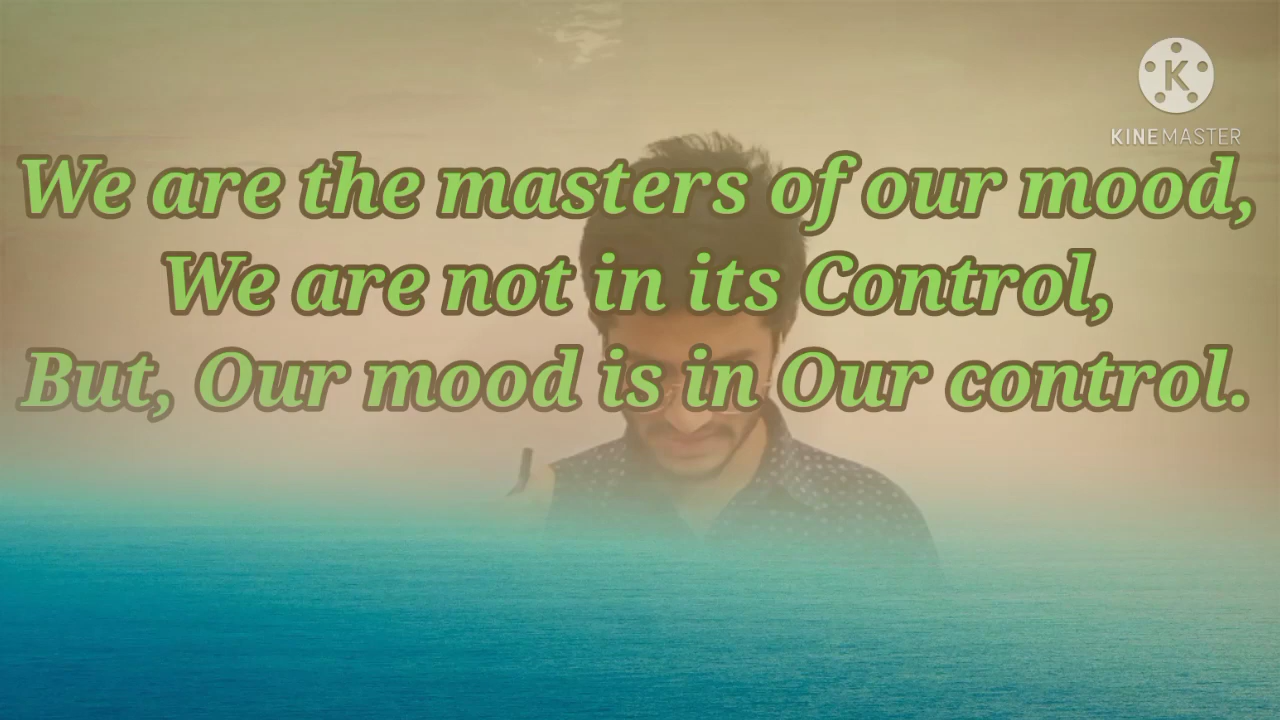 K
KINEMASTER
We are the masters of our mood,
We are not in its Control,
But, Our mood is in Our control.